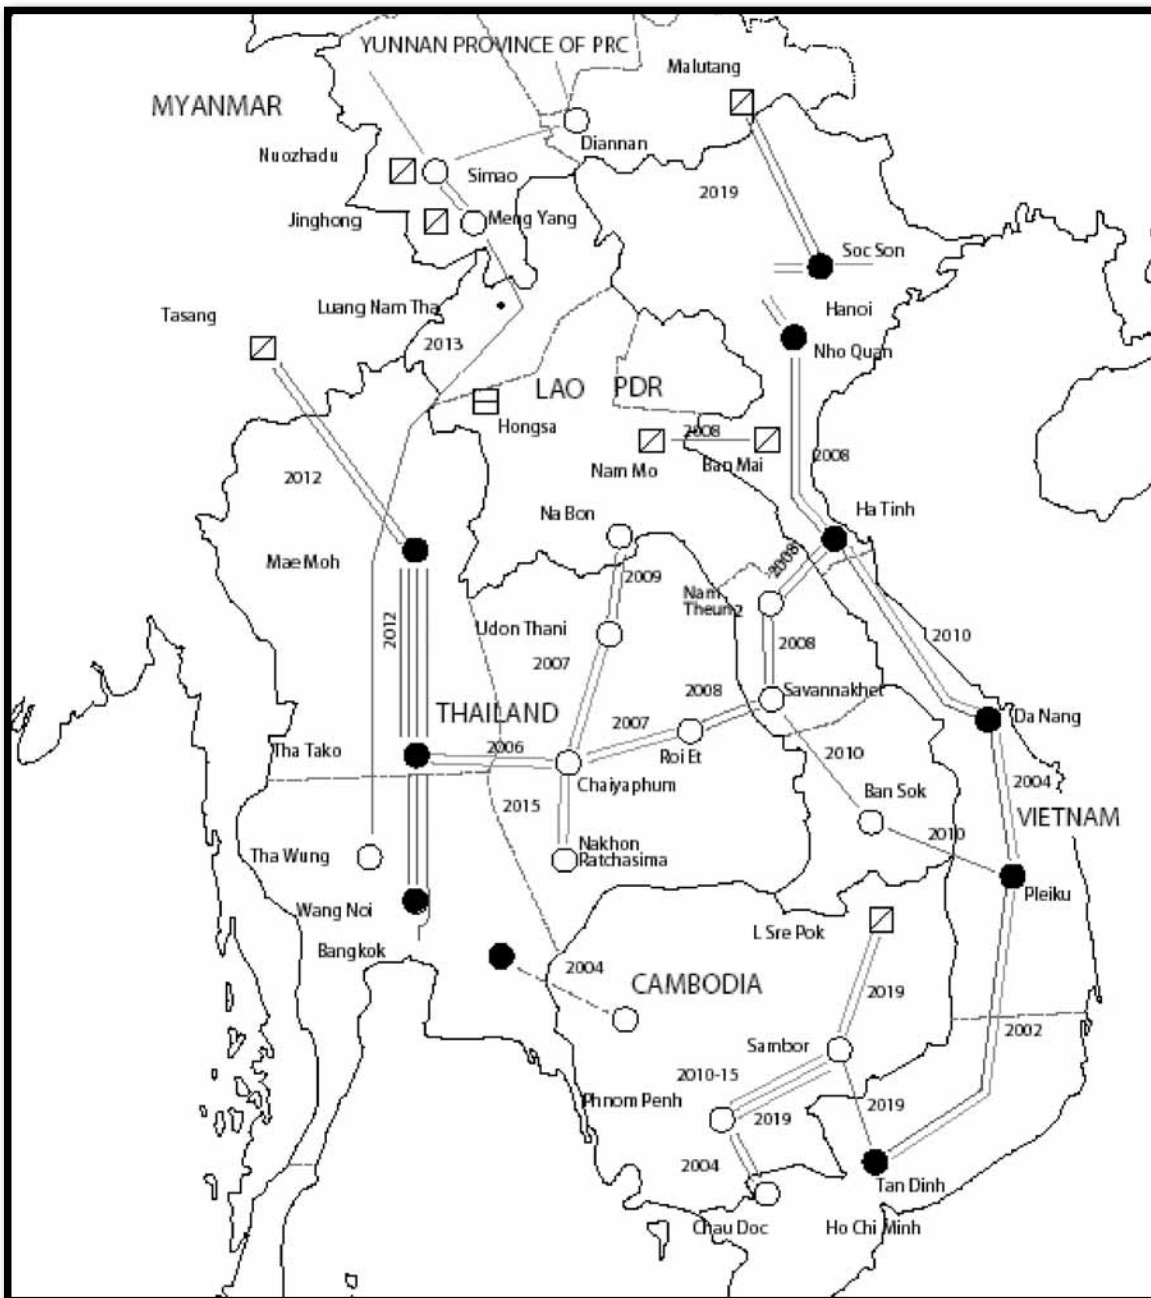 YUNNAN PROVINCE OF PRC
Malutang
MYANMAR
Diannan
Nuozhadu
Simao
2019
Jinghong
Meng Yang
Soc Son
Luang Nam Tha
Hanoi
Tasang
2013
Nho Quan
LAO PDR
Hongsa
2008
Nam Mo
Ban Mai
2008
2012
Na Bon
Ha Tinh
Mae Moh
2009
2008
Nam
Theun2
2012
Udon Thani
2010
2007
2008
Savannakhet
2008
THAILAND
2007
Da Nang
Tha Tako
2006
Roi Et
2010
Chaiyaphum
2004
Ban Sok
2015
VIETNAM
2010
Nakhon
Ratchasima
Tha Wung
Pleiku
Wang Noi
L Sre Pok
Bangkok
2004
CAMBODIA
2019
2002
Sambor
2010-15
Phnom Penh
2019
2019
2004
Tan Dinh
Chau Doc
Ho Chi Minh